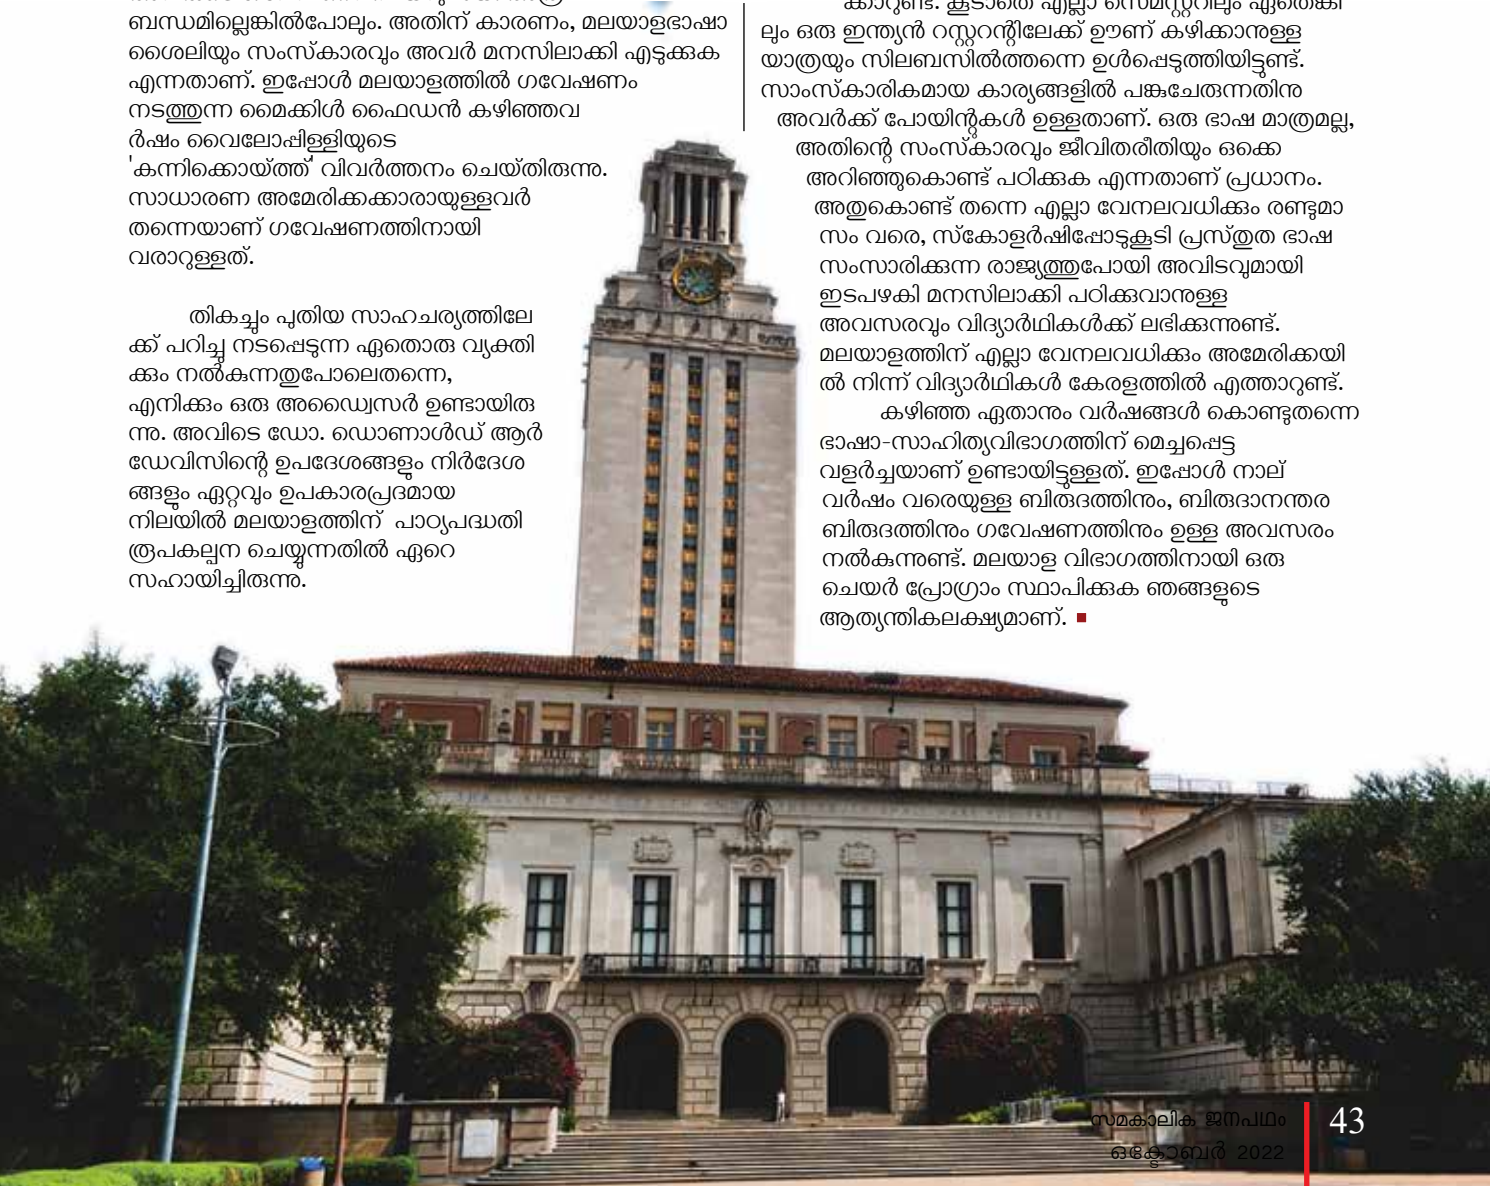 ബന്ധമില്ലെങ്കിൽപോലും. അതിന് കാരണം, മലയാളഭാഷാ
ശൈലിയും സംസ്‌കാരവും അവർ മനസിലാക്കി എടുക്കുക
എന്നതാണ്. ഇപ്പോൾ മലയാളത്തിൽ ഗവേഷണം
നടത്തുന്ന മൈക്കിൾ ഫൈഡൻ കഴിഞ്ഞവ
ർഷം വൈലോപ്പിള്ളിയുടെ
'കന്നിക്കൊയ്ത്ത്' വിവർത്തനം ചെയ്തിരുന്നു.
സാധാരണ അമേരിക്കക്കാരായുള്ളവർ
തന്നെയാണ് ഗവേഷണത്തിനായി
വരാറുള്ളത്.
തികച്ചും പുതിയ സാഹചര്യത്തിലേ
ക്ക് പറിച്ചു നടപ്പെടുന്ന ഏതൊരു വ്യക്തി
ക്കും നൽകുന്നതുപോലെതന്നെ,
എനിക്കും ഒരു അഡ്വൈസർ ഉണ്ടായിരു
ന്നു. അവിടെ ഡോ. ഡൊണാൾഡ് ആർ
ഡേവിസിന്റെ ഉപദേശങ്ങളും നിർദേശ
ങ്ങളും ഏറ്റവും ഉപകാരപ്രദമായ
നിലയിൽ മലയാളത്തിന് പാഠ്യപദ്ധതി
രൂപകല്പന ചെയ്യുന്നതിൽ ഏറെ
സഹായിച്ചിരുന്നു.
ക്കാറുണ്ട്. കൂടാതെ എല്ലാ സെമസ്റ്ററിലും ഏതെങ്കി
ലും ഒരു ഇന്ത്യൻ റസ്റ്ററന്റിലേക്ക് ഊണ് കഴിക്കാനുള്ള
യാത്രയും സിലബസിൽത്തന്നെ ഉൾപ്പെടുത്തിയിട്ടുണ്ട്.
സാംസ്‌കാരികമായ കാര്യങ്ങളിൽ പങ്കുചേരുന്നതിനു
അവർക്ക് പോയിന്റുകൾ ഉള്ളതാണ്. ഒരു ഭാഷ മാത്രമല്ല,
അതിന്റെ സംസ്‌കാരവും ജീവിതരീതിയും ഒക്കെ
അറിഞ്ഞുകൊണ്ട് പഠിക്കുക എന്നതാണ് പ്രധാനം.
അതുകൊണ്ട് തന്നെ എല്ലാ വേനലവധിക്കും രണ്ടുമാ
സം വരെ, സ്‌കോളർഷിപ്പോടുകൂടി പ്രസ്തുത ഭാഷ
സംസാരിക്കുന്ന രാജ്യത്തുപോയി അവിടവുമായി
ഇടപഴകി മനസിലാക്കി പഠിക്കുവാനുള്ള
അവസരവും വിദ്യാർഥികൾക്ക് ലഭിക്കുന്നുണ്ട്.
മലയാളത്തിന് എല്ലാ വേനലവധിക്കും അമേരിക്കയി
ൽ നിന്ന് വിദ്യാർഥികൾ കേരളത്തിൽ എത്താറുണ്ട്.
കഴിഞ്ഞ ഏതാനും വർഷങ്ങൾ കൊണ്ടുതന്നെ
ഭാഷാ-സാഹിത്യവിഭാഗത്തിന് മെച്ചപ്പെട്ട
വളർച്ചയാണ് ഉണ്ടായിട്ടുള്ളത്. ഇപ്പോൾ നാല്
വർഷം വരെയുള്ള ബിരുദത്തിനും, ബിരുദാനന്തര
ബിരുദത്തിനും ഗവേഷണത്തിനും ഉള്ള അവസരം
നൽകുന്നുണ്ട്. മലയാള വിഭാഗത്തിനായി ഒരു
ചെയർ പ്രോഗ്രാം സ്ഥാപിക്കുക ഞങ്ങളുടെ
ആത്യന്തികലക്ഷ്യമാണ്.
സമകാലിക ജനപഥം
ഒക്ടോബർ 2022
43